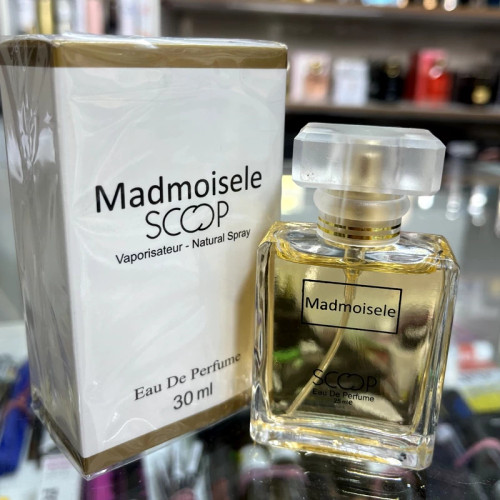 Madmoisele
SCOOP
Vaporisateur - Natural Spray
Eau De Perfume
30 ml
Madmoisele
SCOOP
Eau De Perfume